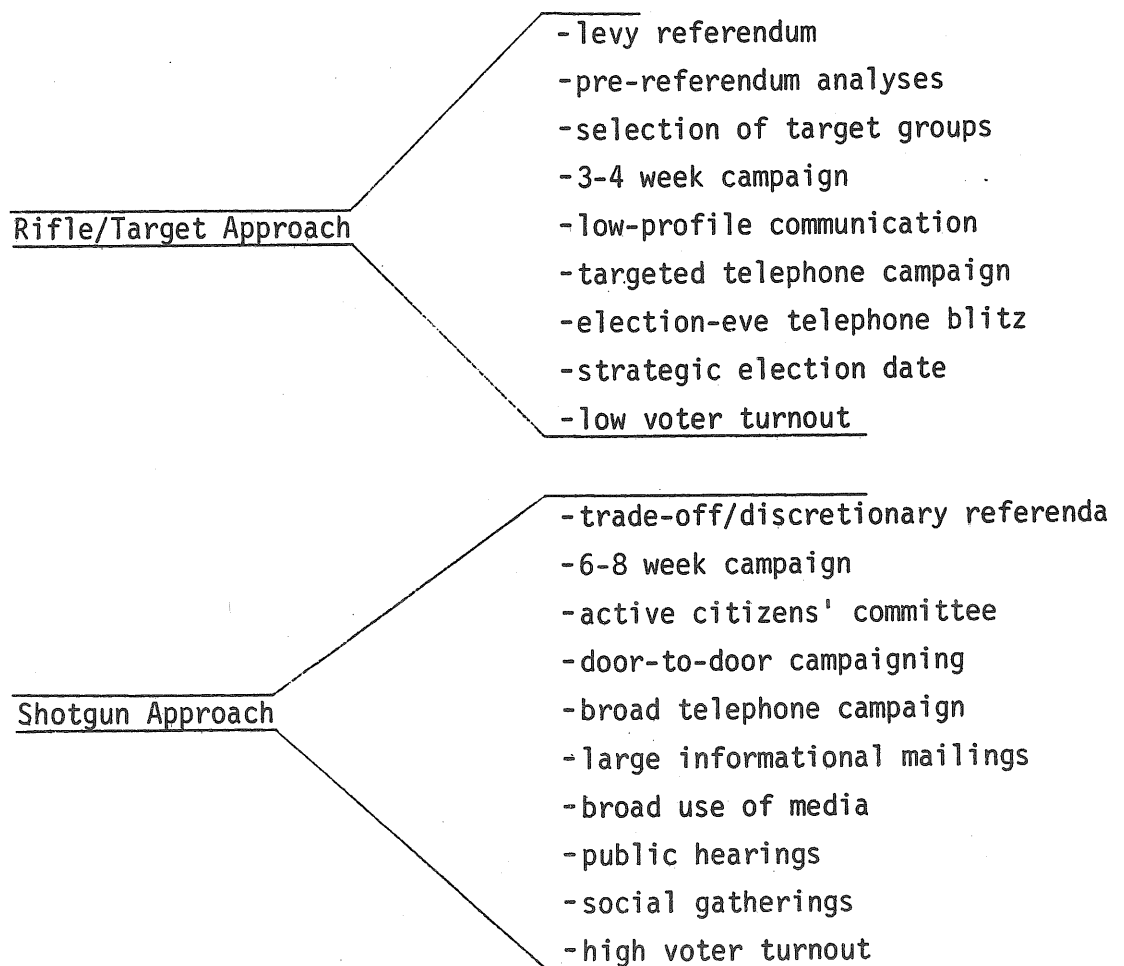 -levy referendum
-pre-referendum analyses
-selection of target groups
-3-4 week campaign
Rifle/Target Approach
-low-profile communication
-targeted telephone campaign
-election-eve telephone blitz
-strategic election date
-low voter turnout
-trade-off/discretionary referenda
-6-8 week campaign
-active citizens' committee
-door-to-door campaigning
Shotgun Approach
-broad telephone campaign
-large informational mailings
-broad use of media
-public hearings
-social gatherings
-high voter turnout